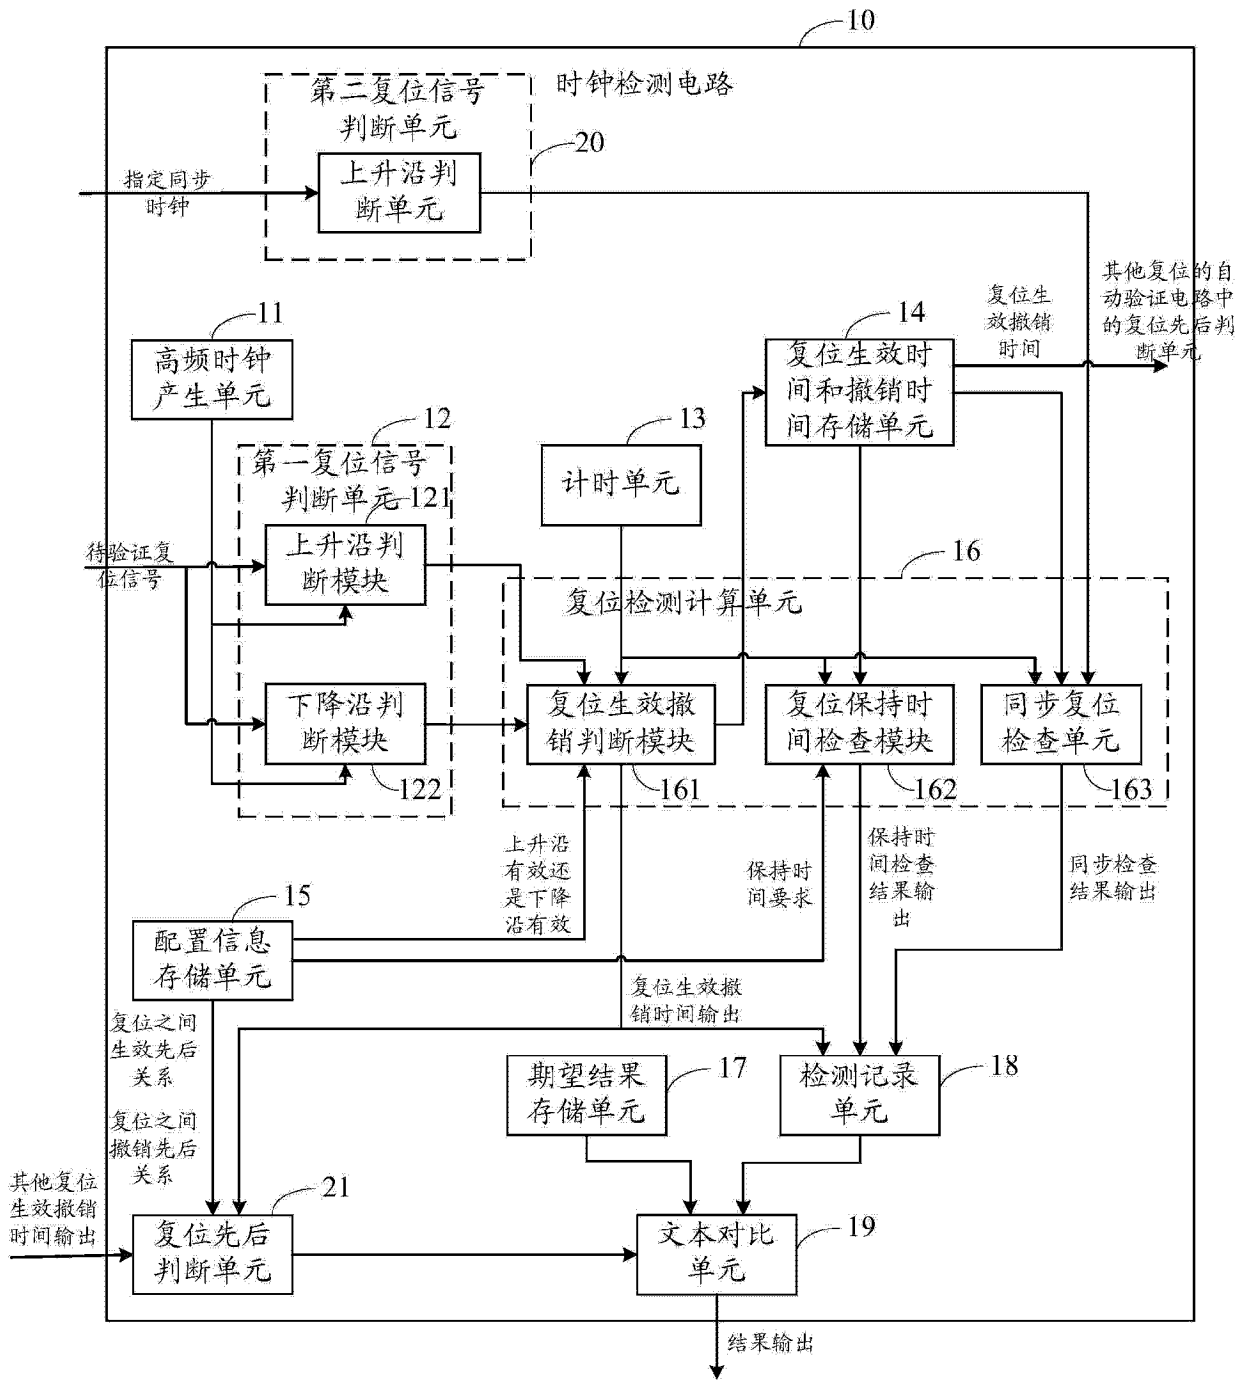 10
时钟检测电路
第三复位信号
判断单元
20
上升沿判
断单元
指定同步
时钟
其他复位的自
动验证电路中
的复位先后判
断单元
复位生
效撤销
时间
11
高频时钟
产生单元
14
复位生效时
间和撤销时
间存储单元
12
第一复位信号
判断单元
121
上升沿判
断模块
13
计时单元
待验证复
位信号
16
复位检测计算单元
下降沿判
断模块
122
复位生效撤
销判断模块
161
复位保持时
间检查模块
162
同步复位
检查单元
163
上升沿
有效还
是下降
沿有效
保持时
间要求
保持时
间检查
结果输
出
同步检查
结果输出
15
配置信息
存储单元
复位生效撤
销时间输出
复位之间
生效先后
关系
17
期望结果
存储单元
18
检测记录
单元
复位之间
撤销先后
关系
其他复位
生效撤销
时间输出
21
复位先后
判断单元
19
文本对比
单元
结果输出